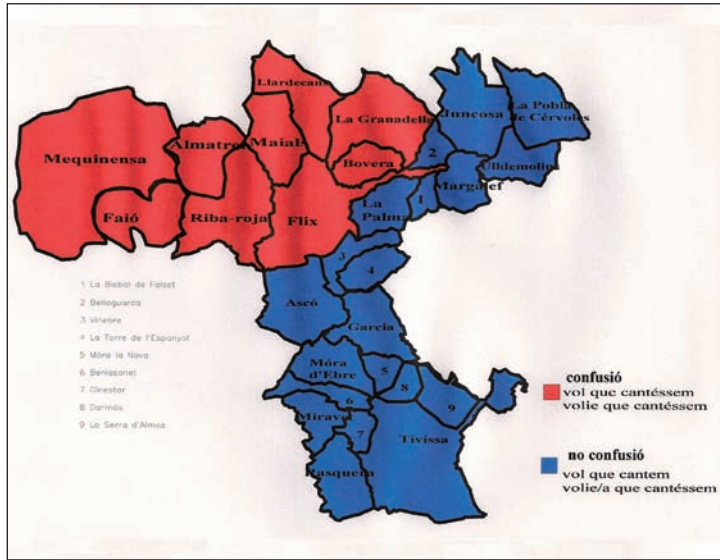 Llardecans
La Granadella
Juncosa
La Pobla
de Cérvoles
Mequinensa
Almatret
Maials
Bovera
2
Ulldemolins
Margalef
Faió
Riba-roja
Flix
La
Palma
1
3
4
1 La Bisbal de Falset
2 Bellaguarda
3 Vinebre
4 La Torre de l'Espanyol
5 Móra la Nova
6 Benissanet
7 Ginestar
8 Darmós
9 La Serra d'Almos
Ascó
Garcia
Móra
d'Ebre
5
8
6
9
Miravet
7
Tivissa
Rasquera
confusió
vol que cantéssem
volie que cantéssem
no confusió
vol que cantem
volie/a que cantéssem